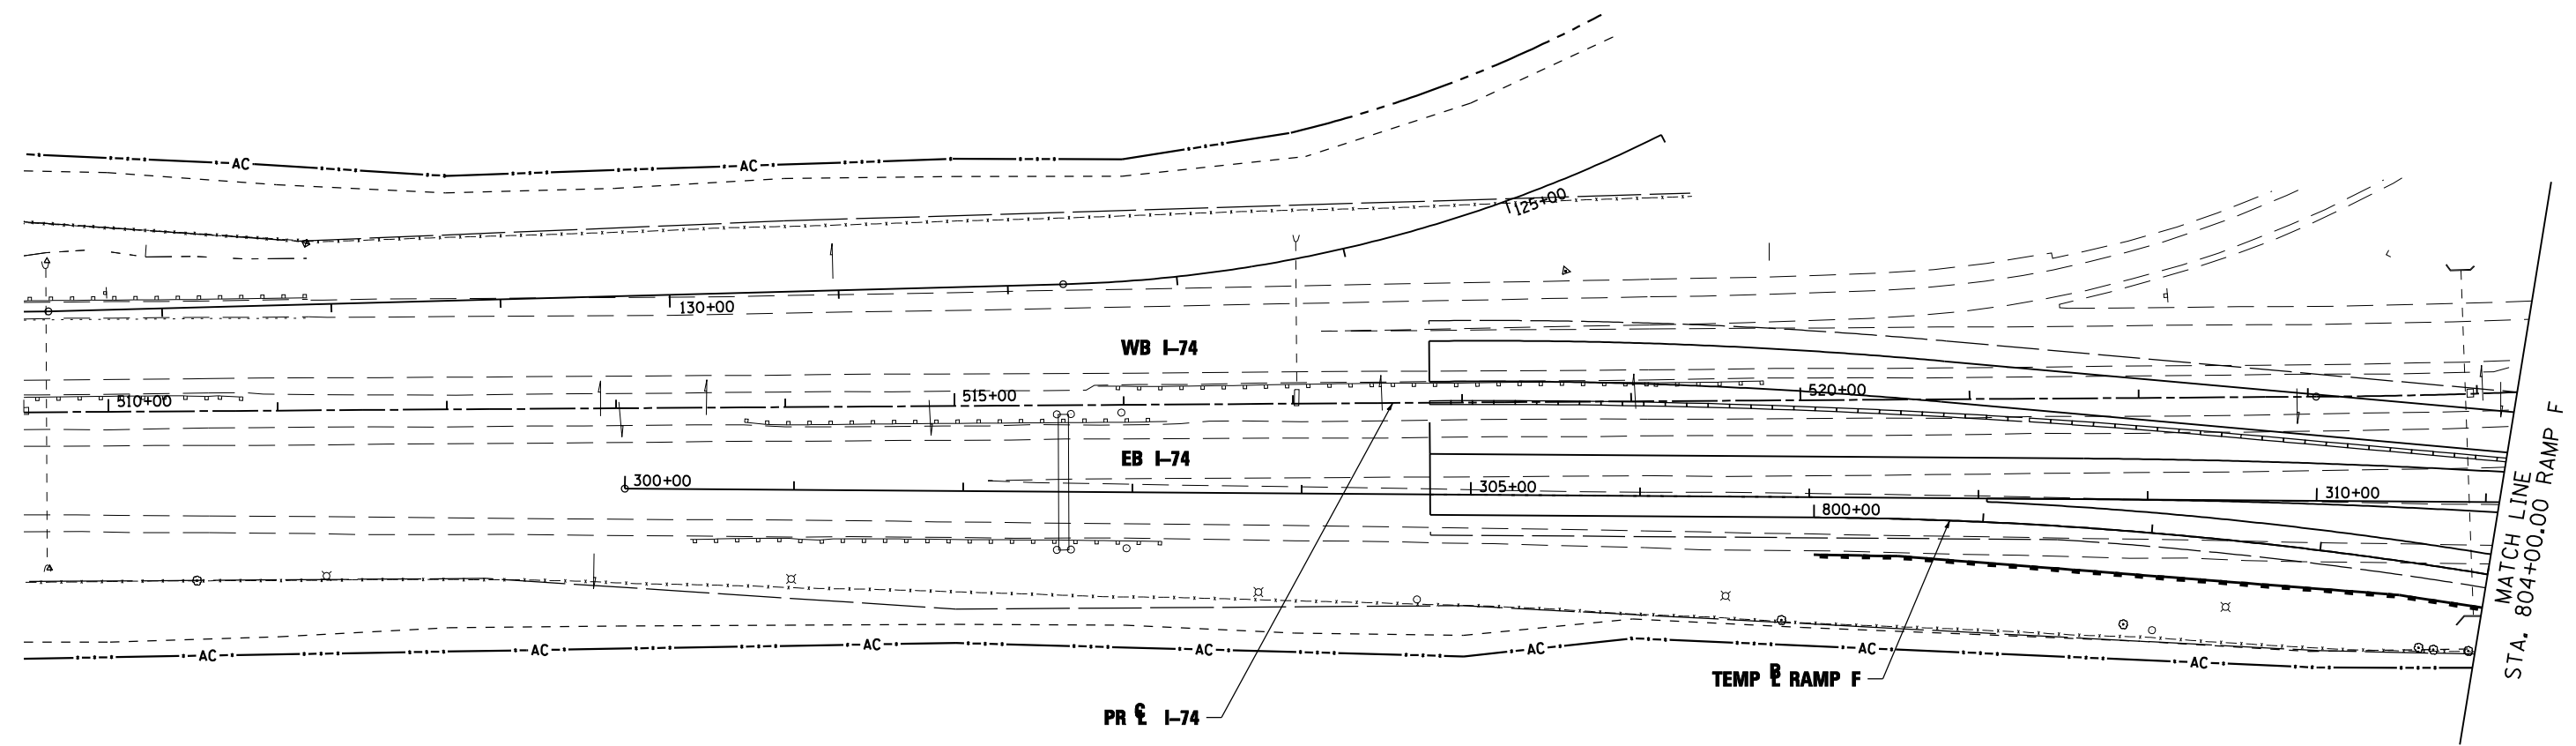 AC
AC
125+00
130+00
WB I-74
510+00
515+00
520+00
EB I-74
300+00
305+00
310+00
800+00
MATCH LINE
STA. 804+00.00 RAMP F
AC
AC
AC
AC
AC
AC
AC
TEMP ⅊ RAMP F
PR ℄ I-74